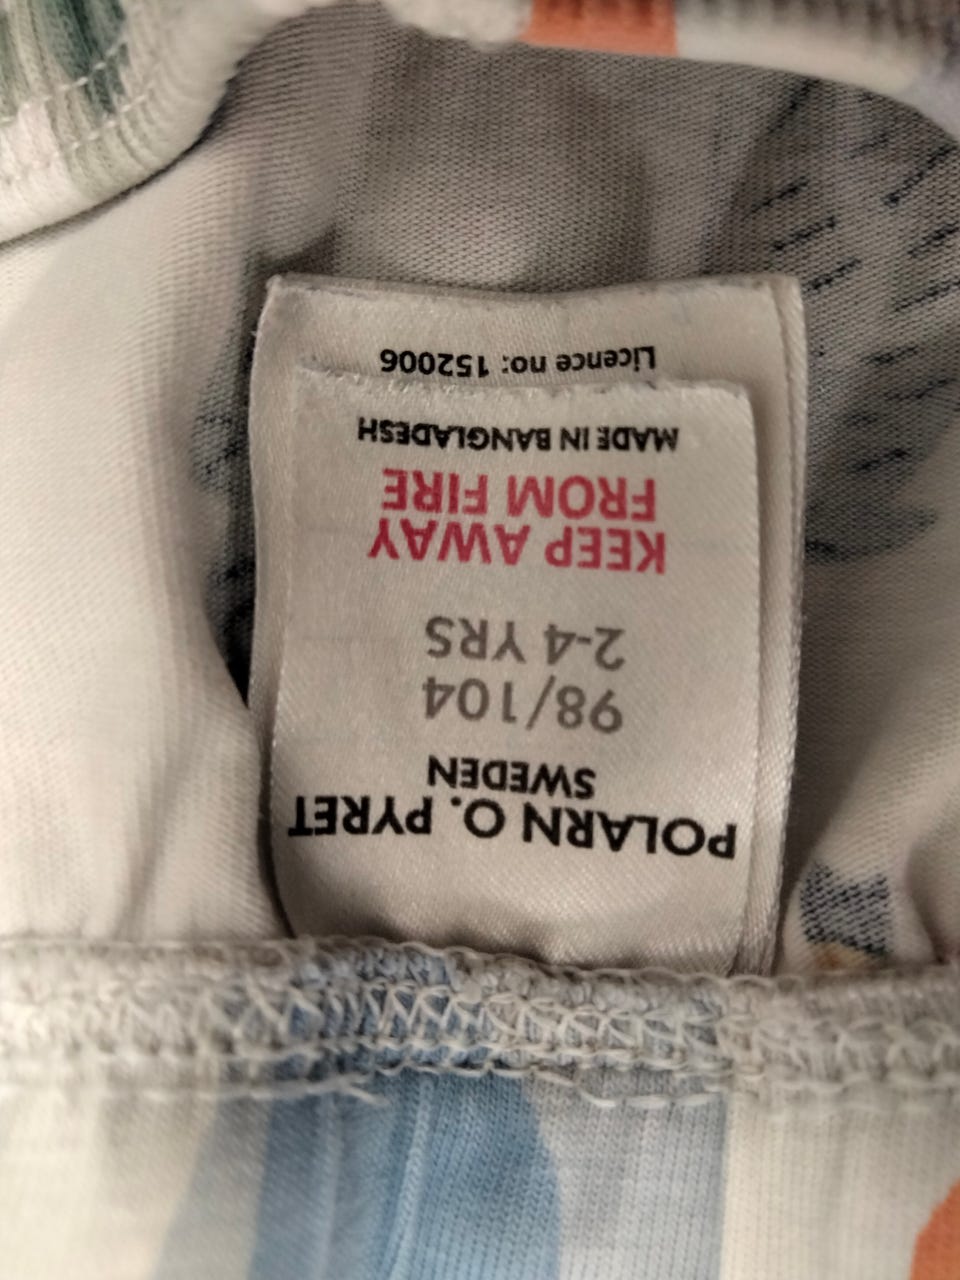 POLARN O. PYRET
SWEDEN
98/104
2-4 YRS
KEEP AWAY
FROM FIRE
MADE IN BANGLADESH
Licence no: 152006